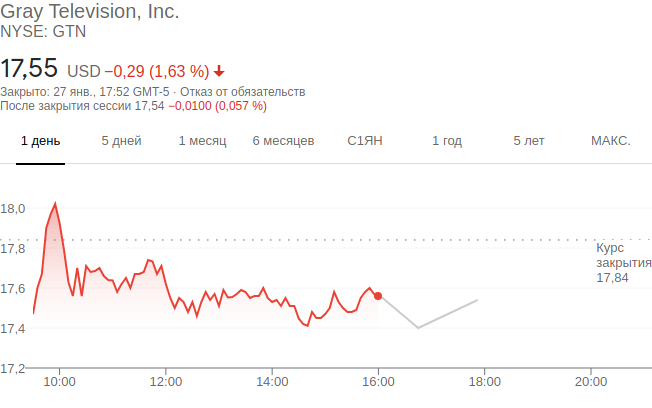 Gray Television, Inc.
NYSE: GTN
17,55 USD −0,29 (1,63 %)
Закрыто: 27 янв., 17:52 GMT-5 · Отказ от обязательств
После закрытия сессии 17,54 −0,0100 (0,057 %)
1 день 5 дней 1 месяц 6 месяцев С1ЯН 1 год 5 лет МАКС.
18,0
17,8
Курс
закрытия
17,84
17,6
17,4
17,2
10:00 12:00 14:00 16:00 18:00 20:00